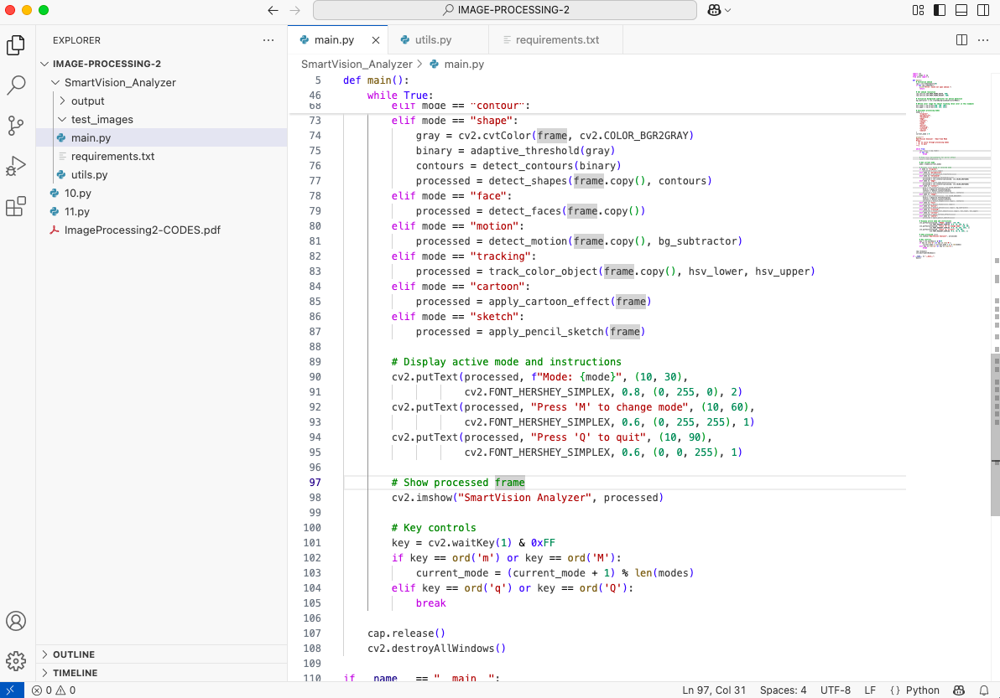 IMAGE-PROCESSING-2
EXPLORER
IMAGE-PROCESSING-2
SmartVision_Analyzer
output
test_images
main.py
requirements.txt
utils.py
10.py
11.py
ImageProcessing2-CODES.pdf
OUTLINE
TIMELINE
main.py
utils.py
requirements.txt
SmartVision_Analyzer > main.py
5 def main():
46 while True:
68 elif mode == "contour":
73 elif mode == "shape":
74 gray = cv2.cvtColor(frame, cv2.COLOR_BGR2GRAY)
75 binary = adaptive_threshold(gray)
76 contours = detect_contours(binary)
77 processed = detect_shapes(frame.copy(), contours)
78 elif mode == "face":
79 processed = detect_faces(frame.copy())
80 elif mode == "motion":
81 processed = detect_motion(frame.copy(), bg_subtractor)
82 elif mode == "tracking":
83 processed = track_color_object(frame.copy(), hsv_lower, hsv_upper)
84 elif mode == "cartoon":
85 processed = apply_cartoon_effect(frame)
86 elif mode == "sketch":
87 processed = apply_pencil_sketch(frame)
88
89 # Display active mode and instructions
90 cv2.putText(processed, f"Mode: {mode}", (10, 30),
91 cv2.FONT_HERSHEY_SIMPLEX, 0.8, (0, 255, 0), 2)
92 cv2.putText(processed, "Press 'M' to change mode", (10, 60),
93 cv2.FONT_HERSHEY_SIMPLEX, 0.6, (0, 255, 255), 1)
94 cv2.putText(processed, "Press 'Q' to quit", (10, 90),
95 cv2.FONT_HERSHEY_SIMPLEX, 0.6, (0, 0, 255), 1)
96
97 # Show processed frame
98 cv2.imshow("SmartVision Analyzer", processed)
99
100 # Key controls
101 key = cv2.waitKey(1) & 0xFF
102 if key == ord('m') or key == ord('M'):
103 current_mode = (current_mode + 1) % len(modes)
104 elif key == ord('q') or key == ord('Q'):
105 break
106
107 cap.release()
108 cv2.destroyAllWindows()
109
110 if __name__ == "__main__":
0 0
Ln 97, Col 31 Spaces: 4 UTF-8 LF {} Python